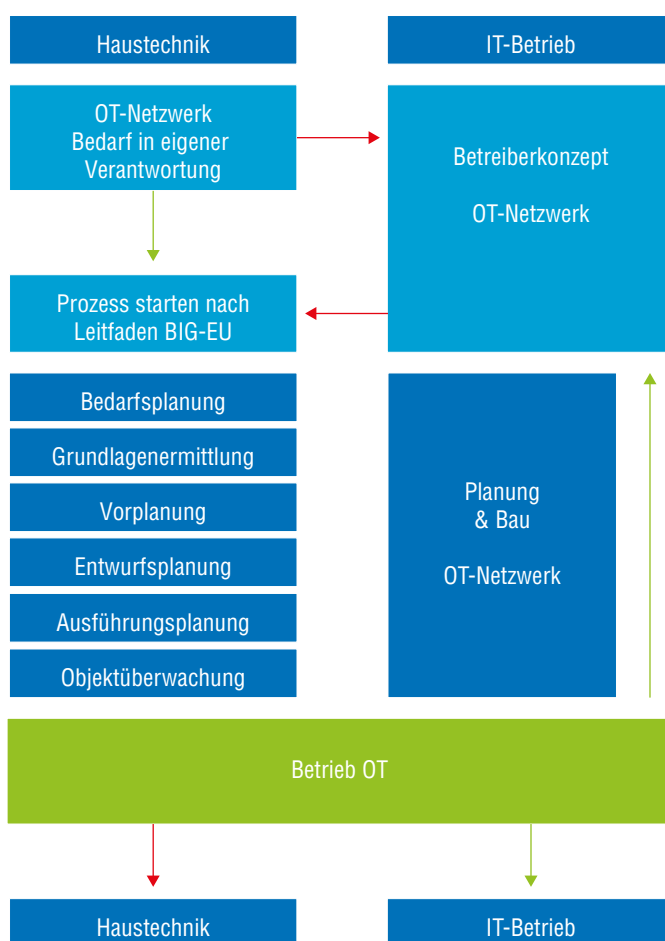 Haustechnik
IT-Betrieb
OT-Netzwerk
Bedarf in eigener
Verantwortung
Betreiberkonzept
OT-Netzwerk
Prozess starten nach
Leitfaden BIG-EU
Bedarfsplanung
Grundlagenermittlung
Vorplanung
Entwurfsplanung
Ausführungsplanung
Objektüberwachung
Planung
& Bau
OT-Netzwerk
Betrieb OT
Haustechnik
IT-Betrieb